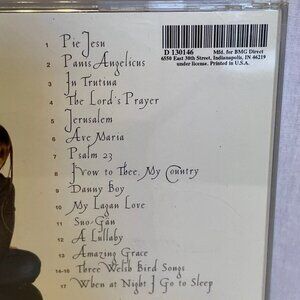 D 130146 Mfd. for BMG Direct
6550 East 30th Street, Indianapolis, IN 46219
under license. Printed in U.S.A.
1 Pie Jesu
2 Panis Angelicus
3 In Trutina
4 The Lord's Prayer
5 Jerusalem
6 Ave Maria
7 Psalm 23
8 I Vow to Thee, My Country
9 Danny Boy
10 My Lagan Love
11 Suo-Gan
12 A Lullaby
13 Amazing Grace
14-16 Three Welsh Bird Songs
17 When at Night I Go to Sleep